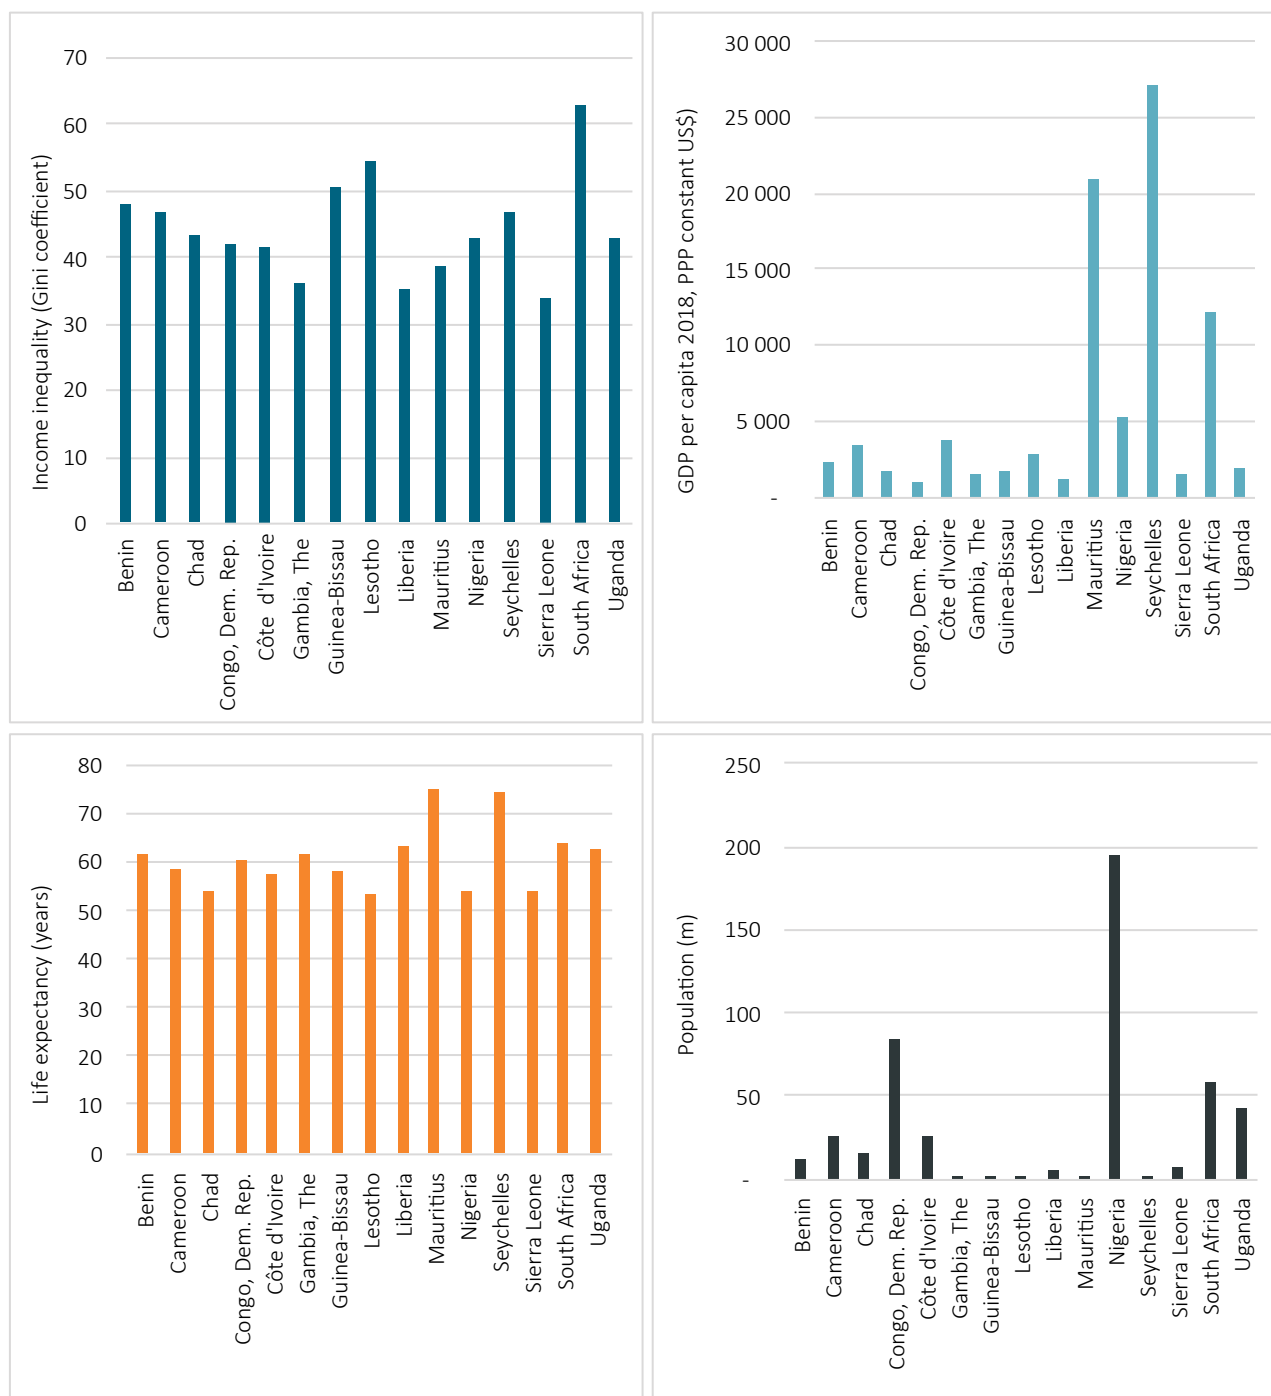 Income inequality (Gini coefficient)
70
60
50
40
30
20
10
0
Benin
Cameroon
Chad
Congo, Dem. Rep.
Côte d'Ivoire
Gambia, The
Guinea-Bissau
Lesotho
Liberia
Mauritius
Nigeria
Seychelles
Sierra Leone
South Africa
Uganda
GDP per capita 2018, PPP constant US$)
30 000
25 000
20 000
15 000
10 000
5 000
-
Benin
Cameroon
Chad
Congo, Dem. Rep.
Côte d'Ivoire
Gambia, The
Guinea-Bissau
Lesotho
Liberia
Mauritius
Nigeria
Seychelles
Sierra Leone
South Africa
Uganda
Life expectancy (years)
80
70
60
50
40
30
20
10
0
Benin
Cameroon
Chad
Congo, Dem. Rep.
Côte d'Ivoire
Gambia, The
Guinea-Bissau
Lesotho
Liberia
Mauritius
Nigeria
Seychelles
Sierra Leone
South Africa
Uganda
Population (m)
250
200
150
100
50
-
Benin
Cameroon
Chad
Congo, Dem. Rep.
Côte d'Ivoire
Gambia, The
Guinea-Bissau
Lesotho
Liberia
Mauritius
Nigeria
Seychelles
Sierra Leone
South Africa
Uganda